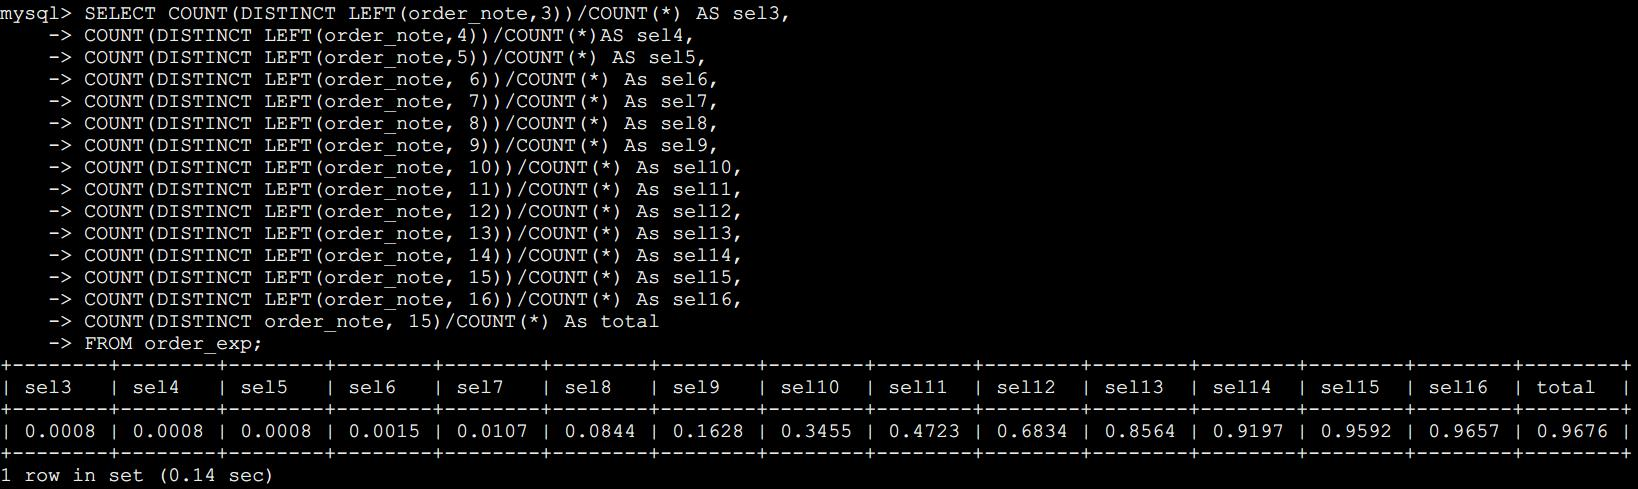 mysql> SELECT COUNT(DISTINCT LEFT(order_note,3))/COUNT(*) AS sel3,
    -> COUNT(DISTINCT LEFT(order_note,4))/COUNT(*)AS sel4,
    -> COUNT(DISTINCT LEFT(order_note,5))/COUNT(*) AS sel5,
    -> COUNT(DISTINCT LEFT(order_note, 6))/COUNT(*) As sel6,
    -> COUNT(DISTINCT LEFT(order_note, 7))/COUNT(*) As sel7,
    -> COUNT(DISTINCT LEFT(order_note, 8))/COUNT(*) As sel8,
    -> COUNT(DISTINCT LEFT(order_note, 9))/COUNT(*) As sel9,
    -> COUNT(DISTINCT LEFT(order_note, 10))/COUNT(*) As sel10,
    -> COUNT(DISTINCT LEFT(order_note, 11))/COUNT(*) As sel11,
    -> COUNT(DISTINCT LEFT(order_note, 12))/COUNT(*) As sel12,
    -> COUNT(DISTINCT LEFT(order_note, 13))/COUNT(*) As sel13,
    -> COUNT(DISTINCT LEFT(order_note, 14))/COUNT(*) As sel14,
    -> COUNT(DISTINCT LEFT(order_note, 15))/COUNT(*) As sel15,
    -> COUNT(DISTINCT LEFT(order_note, 16))/COUNT(*) As sel16,
    -> COUNT(DISTINCT order_note, 15)/COUNT(*) As total
    -> FROM order_exp;
+--------+--------+--------+--------+--------+--------+--------+--------+--------+--------+--------+--------+--------+--------+--------+
| sel3   | sel4   | sel5   | sel6   | sel7   | sel8   | sel9   | sel10  | sel11  | sel12  | sel13  | sel14  | sel15  | sel16  | total  |
+--------+--------+--------+--------+--------+--------+--------+--------+--------+--------+--------+--------+--------+--------+--------+
| 0.0008 | 0.0008 | 0.0008 | 0.0015 | 0.0107 | 0.0844 | 0.1628 | 0.3455 | 0.4723 | 0.6834 | 0.8564 | 0.9197 | 0.9592 | 0.9657 | 0.9676 |
+--------+--------+--------+--------+--------+--------+--------+--------+--------+--------+--------+--------+--------+--------+--------+
1 row in set (0.14 sec)